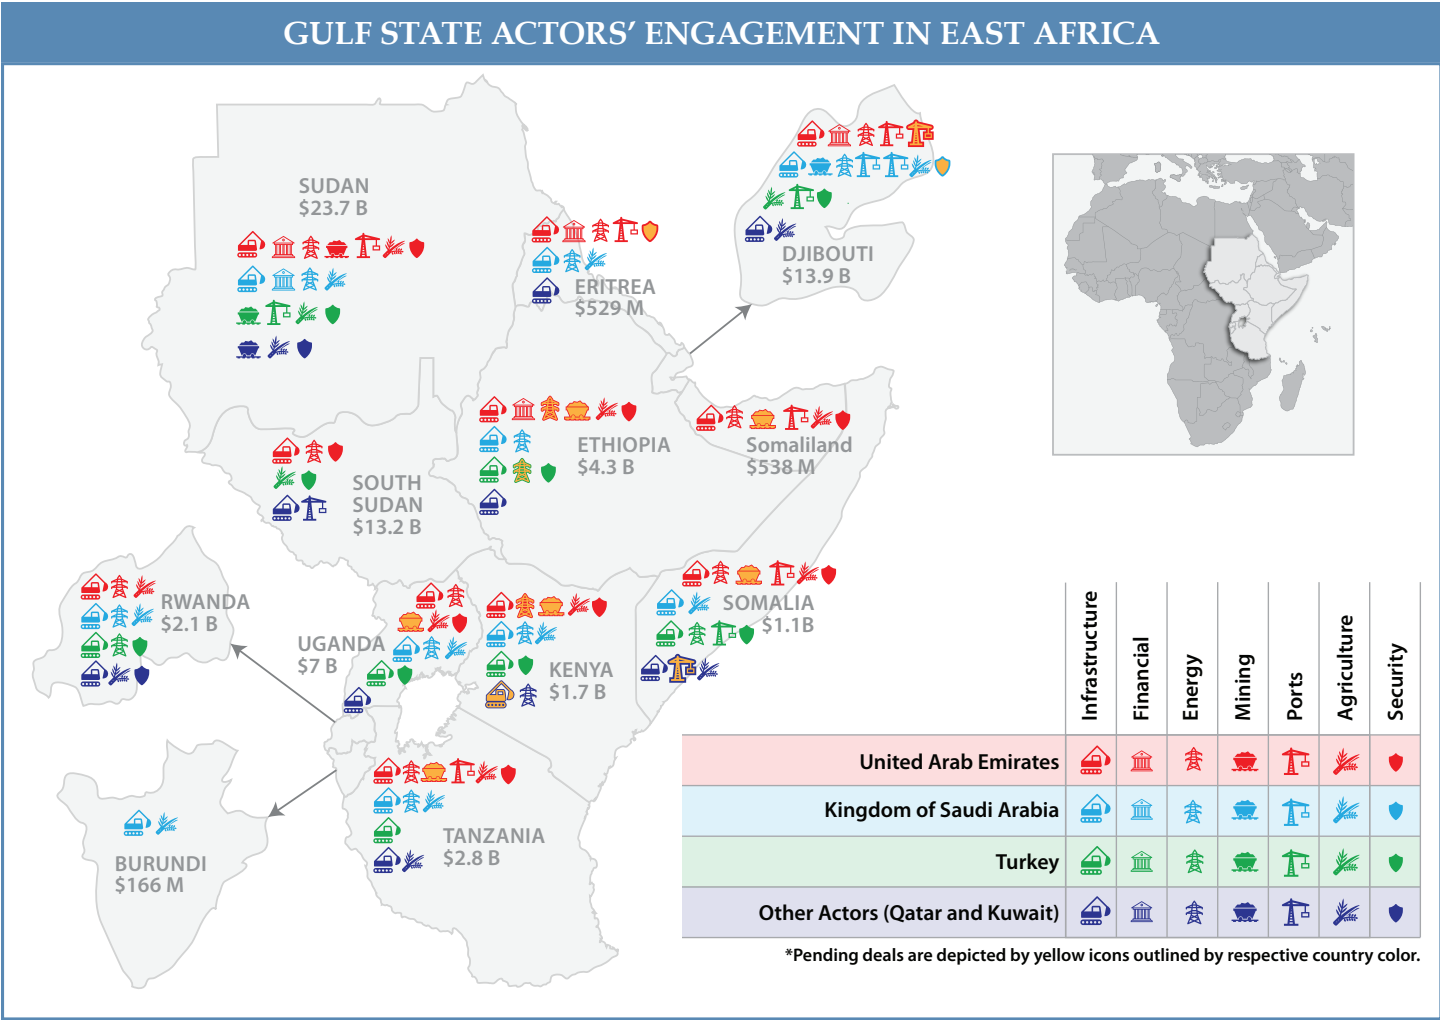 GULF STATE ACTORS’ ENGAGEMENT IN EAST AFRICA
SUDAN
$23.7 B
ERITREA
$529 M
DJIBOUTI
$13.9 B
ETHIOPIA
$4.3 B
Somaliland
$538 M
SOUTH
SUDAN
$13.2 B
RWANDA
$2.1 B
UGANDA
$7 B
KENYA
$1.7 B
SOMALIA
$1.1B
BURUNDI
$166 M
TANZANIA
$2.8 B
Infrastructure
Financial
Energy
Mining
Ports
Agriculture
Security
United Arab Emirates
Kingdom of Saudi Arabia
Turkey
Other Actors (Qatar and Kuwait)
*Pending deals are depicted by yellow icons outlined by respective country color.